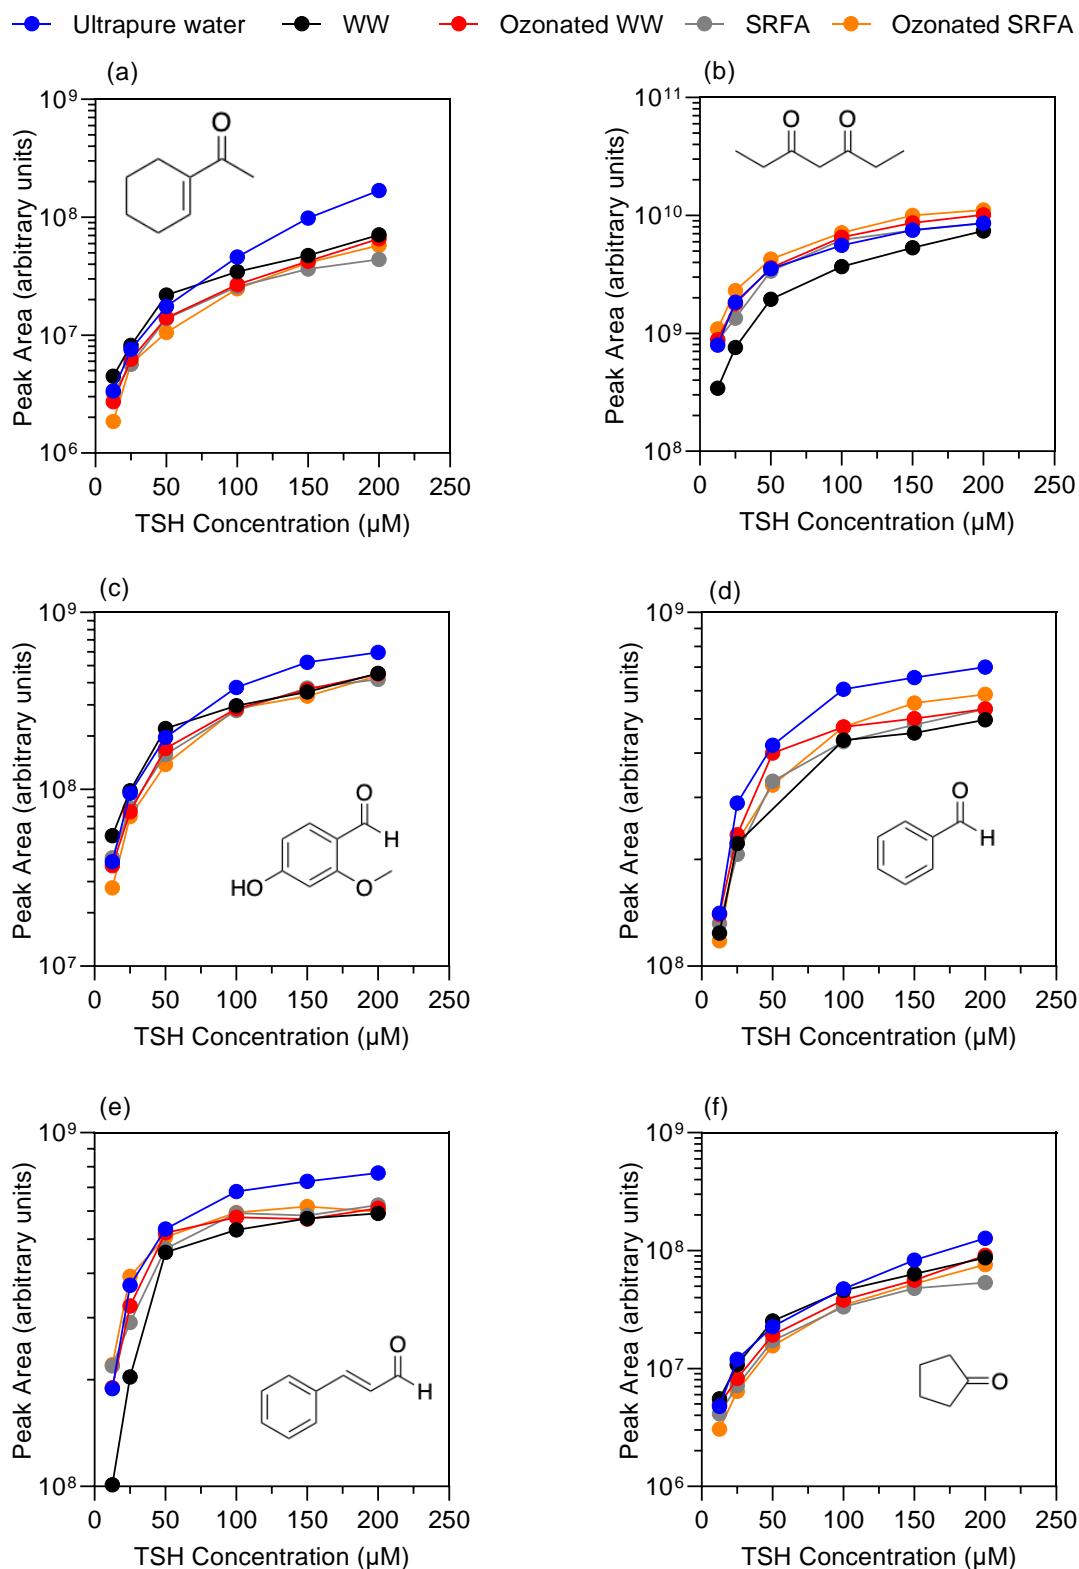 Ultrapure water WW Ozonated WW SRFA Ozonated SRFA
(a)
Peak Area (arbitrary units)
10⁹
10⁸
10⁷
10⁶
O
0 50 100 150 200 250
TSH Concentration (µM)
(b)
Peak Area (arbitrary units)
10¹¹
10¹⁰
10⁹
10⁸
O O
0 50 100 150 200 250
TSH Concentration (µM)
(c)
Peak Area (arbitrary units)
10⁹
10⁸
10⁷
O
H
HO O
0 50 100 150 200 250
TSH Concentration (µM)
(d)
Peak Area (arbitrary units)
10⁹
10⁸
O
H
0 50 100 150 200 250
TSH Concentration (µM)
(e)
Peak Area (arbitrary units)
10⁹
10⁸
O
H
0 50 100 150 200 250
TSH Concentration (µM)
(f)
Peak Area (arbitrary units)
10⁹
10⁸
10⁷
10⁶
O
0 50 100 150 200 250
TSH Concentration (µM)